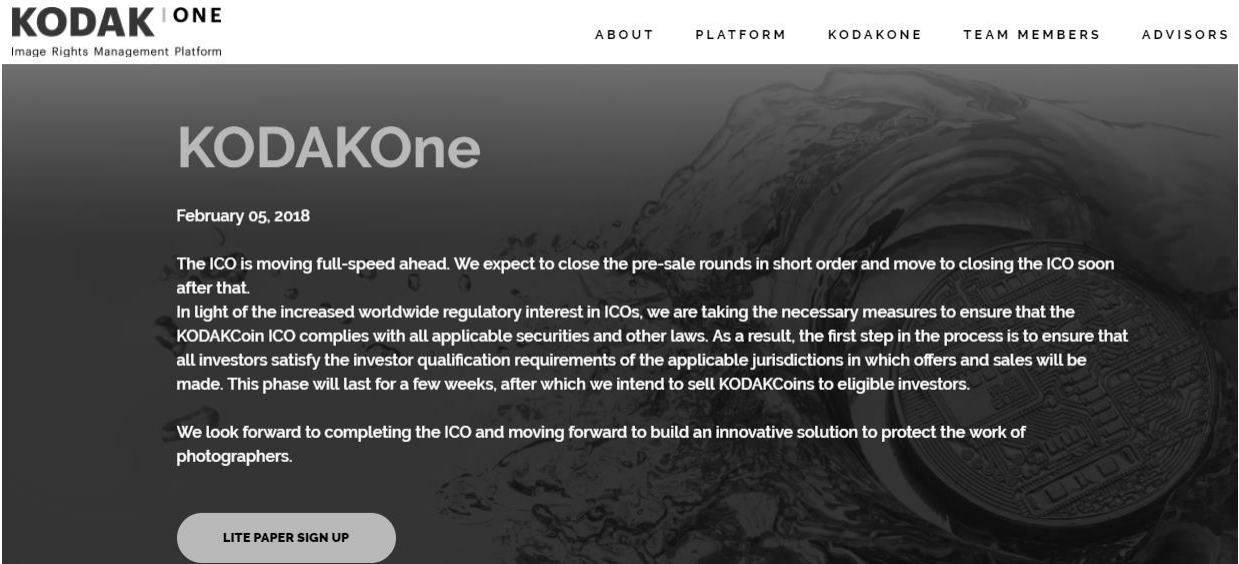 KODAK ONE
Image Rights Management Platform
ABOUT PLATFORM KODAKONE TEAM MEMBERS ADVISORS
KODAKOne
February 05, 2018
The ICO is moving full-speed ahead. We expect to close the pre-sale rounds in short order and move to closing the ICO soon
after that.
In light of the increased worldwide regulatory interest in ICOs, we are taking the necessary measures to ensure that the
KODAKCoin ICO complies with all applicable securities and other laws. As a result, the first step in the process is to ensure that
all investors satisfy the investor qualification requirements of the applicable jurisdictions in which offers and sales will be
made. This phase will last for a few weeks, after which we intend to sell KODAKCoins to eligible investors.
We look forward to completing the ICO and moving forward to build an innovative solution to protect the work of
photographers.
LITE PAPER SIGN UP